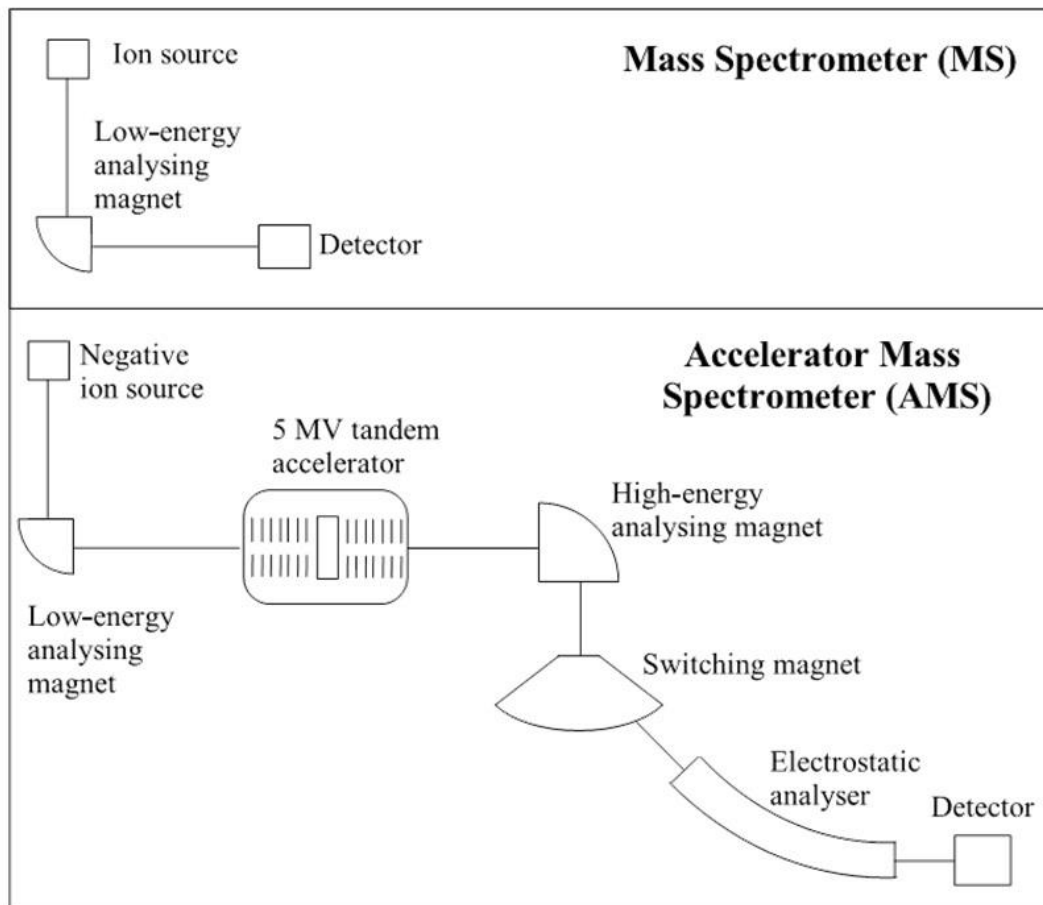 Mass Spectrometer (MS)
Ion source
Low-energy
analysing
magnet
Detector
Accelerator Mass
Spectrometer (AMS)
Negative
ion source
5 MV tandem
accelerator
High-energy
analysing magnet
Low-energy
analysing
magnet
Switching magnet
Electrostatic
analyser
Detector